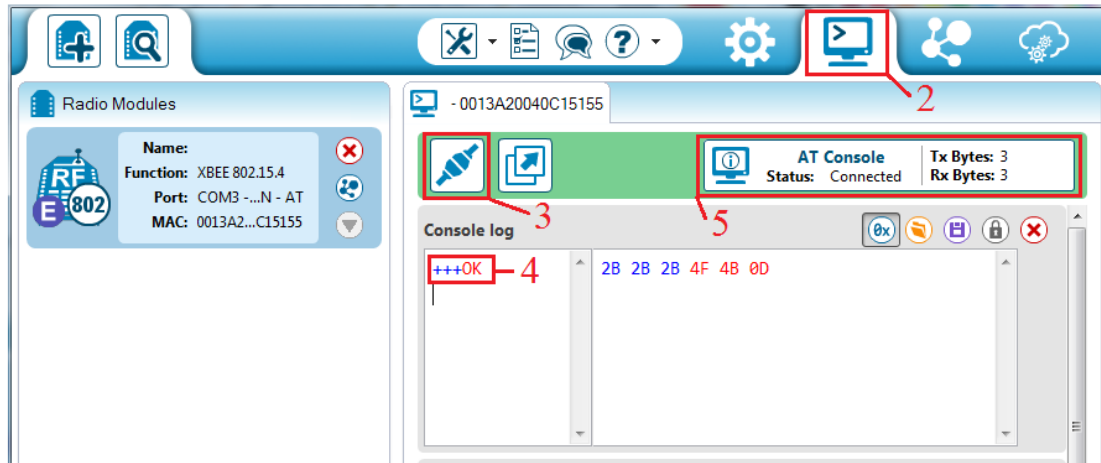 2
Radio Modules
- 0013A20040C15155
Name:
Function: XBEE 802.15.4
Port: COM3 -...N - AT
MAC: 0013A2...C15155
RF
E 802
AT Console
Status: Connected
Tx Bytes: 3
Rx Bytes: 3
3
5
Console log
0x
+++OK
4
2B 2B 2B 4F 4B 0D